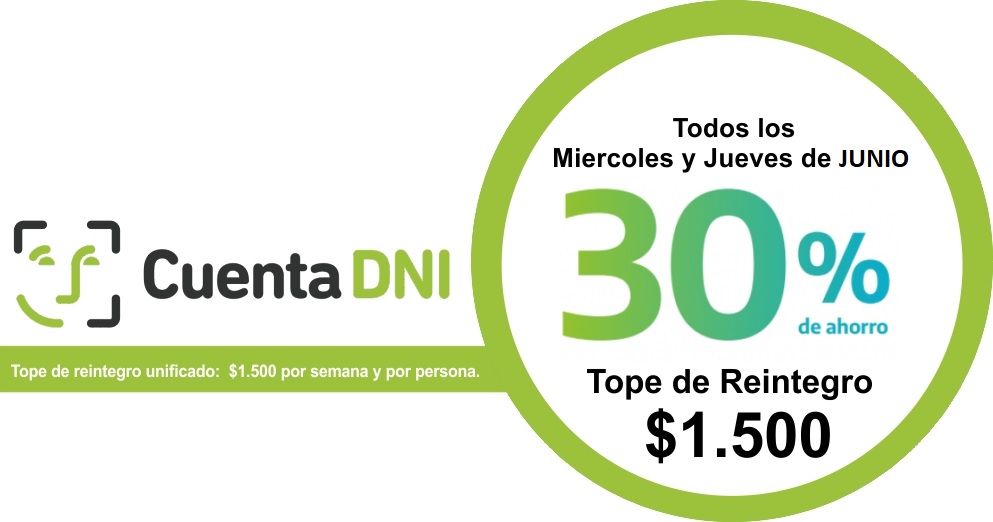 Cuenta DNI
Tope de reintegro unificado: $1.500 por semana y por persona.
Todos los
Miercoles y Jueves de JUNIO
30%
de ahorro
Tope de Reintegro
$1.500